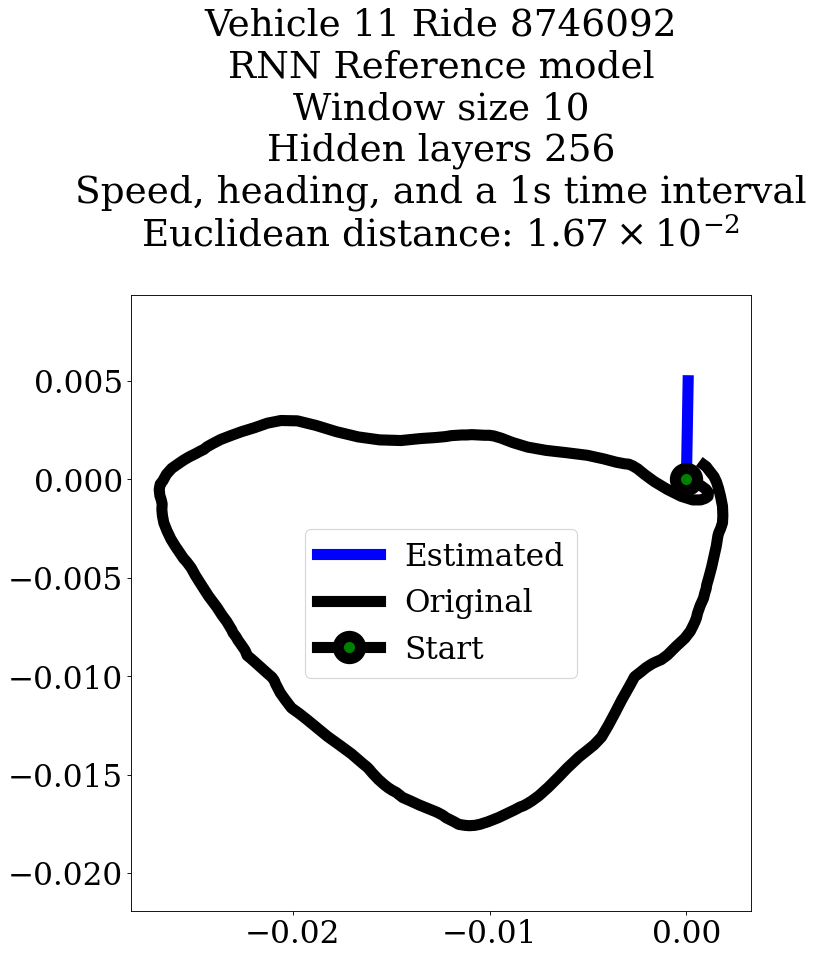 Vehicle 11 Ride 8746092
RNN Reference model
Window size 10
Hidden layers 256
Speed, heading, and a 1s time interval
Euclidean distance: 1.67 × 10⁻²
0.005
0.000
−0.005
−0.010
−0.015
−0.020
Estimated
Original
Start
−0.02
−0.01
0.00